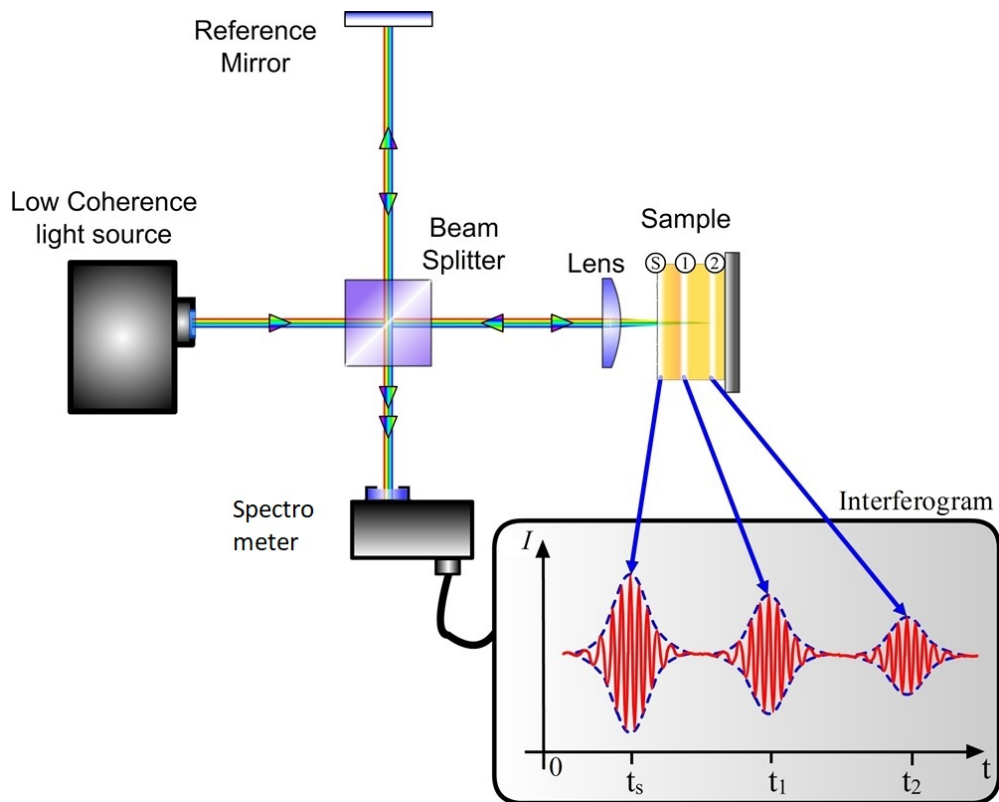 Reference
Mirror
Low Coherence
light source
Beam
Splitter
Lens
Sample
S 1 2
Spectro
meter
Interferogram
I
0
tₛ t₁ t₂ t